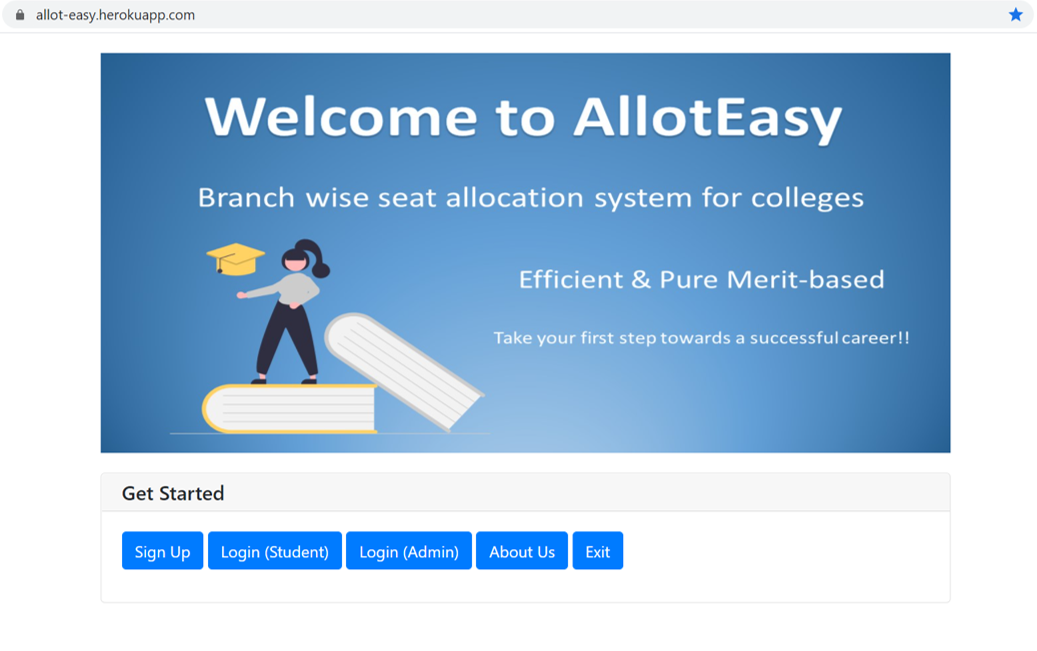 allot-easy.herokuapp.com
Welcome to AllotEasy
Branch wise seat allocation system for colleges
Efficient & Pure Merit-based
Take your first step towards a successful career!!
Get Started
Sign Up Login (Student) Login (Admin) About Us Exit